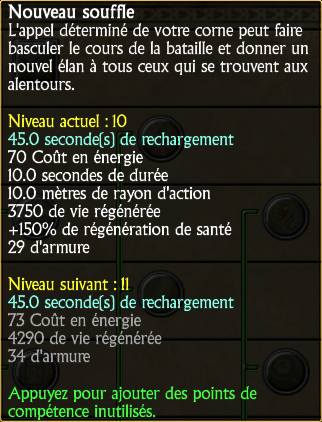 Nouveau souffle
L'appel déterminé de votre corne peut faire
basculer le cours de la bataille et donner un
nouvel élan à tous ceux qui se trouvent aux
alentours.
Niveau actuel : 10
45.0 seconde(s) de rechargement
70 Coût en énergie
10.0 secondes de durée
10.0 mètres de rayon d'action
3750 de vie régénérée
+150% de régénération de santé
29 d'armure
Niveau suivant : 11
45.0 seconde(s) de rechargement
73 Coût en énergie
4290 de vie régénérée
34 d'armure
Appuyez pour ajouter des points de
compétence inutilisés.